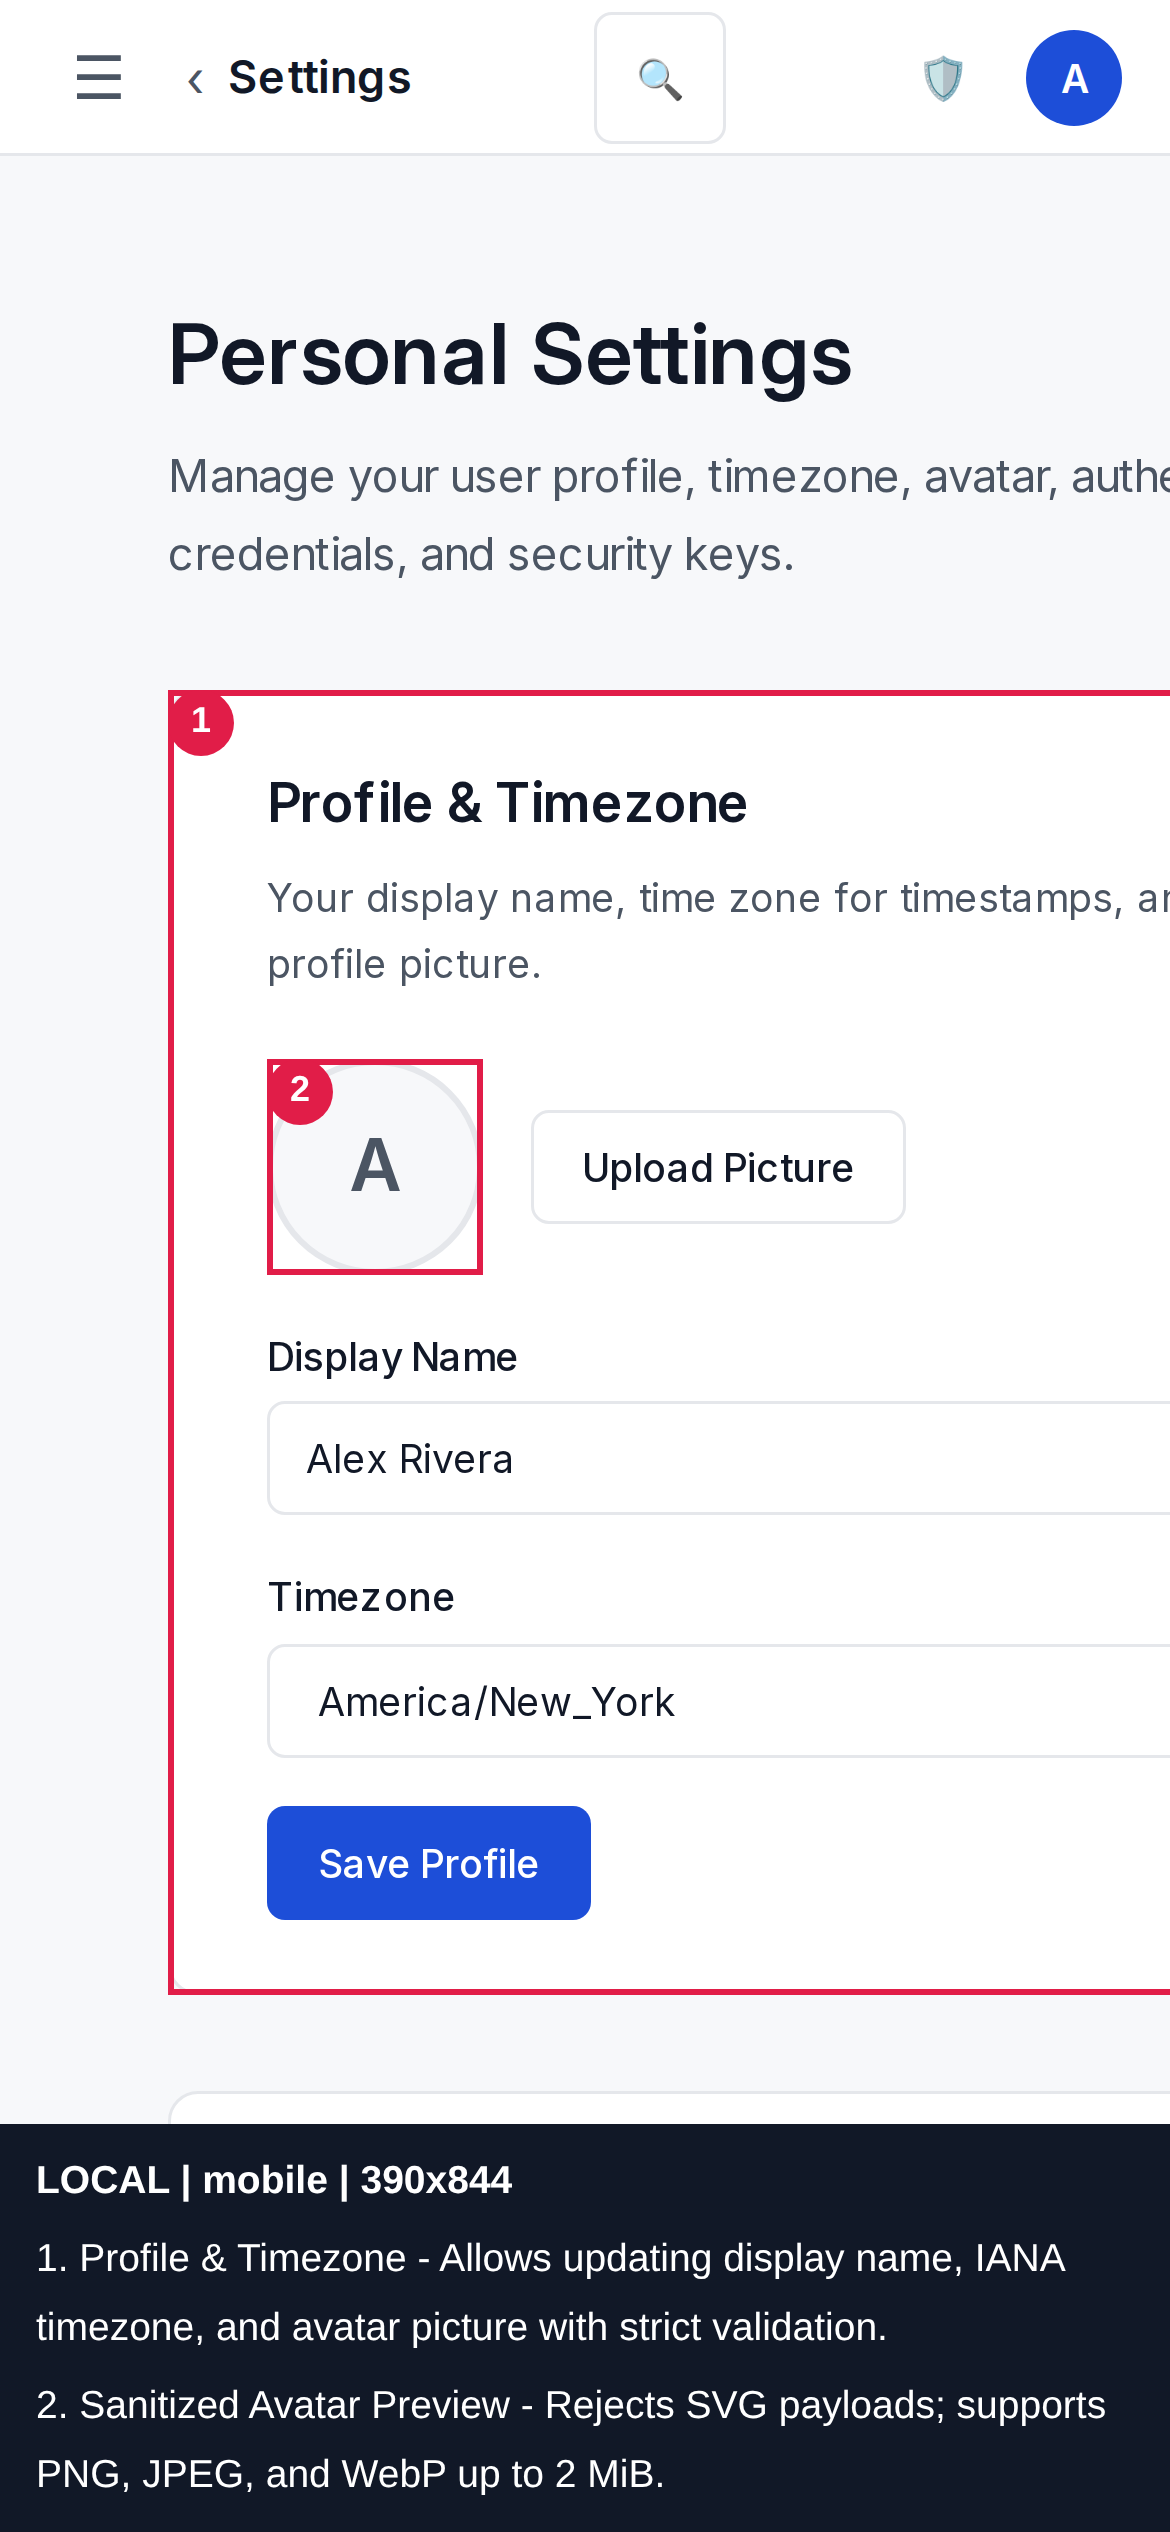 ☰ ‹ Settings 🔍 🛡️ A
Personal Settings
Manage your user profile, timezone, avatar,
credentials, and security keys.
1
Profile & Timezone
Your display name, time zone for timestamps,
profile picture.
2
A
Upload Picture
Display Name
Alex Rivera
Timezone
America/New_York
Save Profile
LOCAL | mobile | 390x844
1. Profile & Timezone - Allows updating display name, IANA
timezone, and avatar picture with strict validation.
2. Sanitized Avatar Preview - Rejects SVG payloads; supports
PNG, JPEG, and WebP up to 2 MiB.